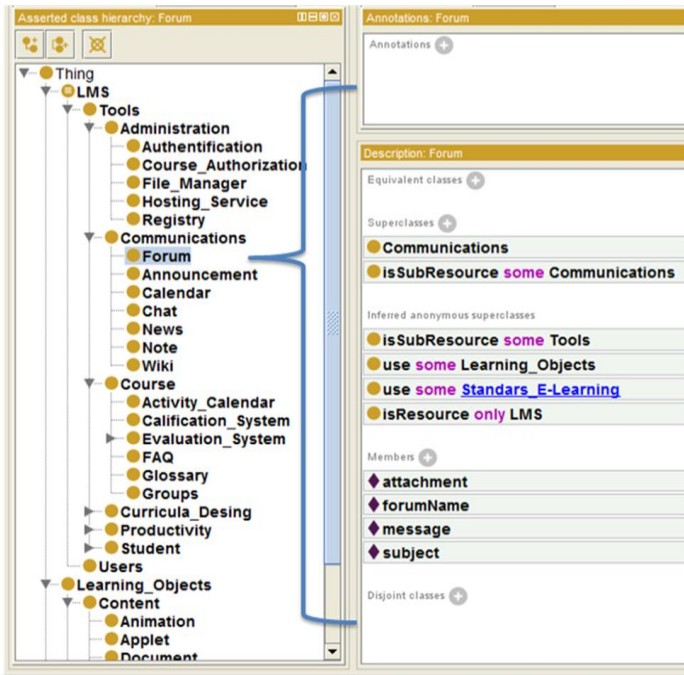 Asserted class hierarchy: Forum
Thing
LMS
Tools
Administration
Authentification
Course_Authorization
File_Manager
Hosting_Service
Registry
Communications
Forum
Announcement
Calendar
Chat
News
Note
Wiki
Course
Activity_Calendar
Calification_System
Evaluation_System
FAQ
Glossary
Groups
Curricula_Desing
Productivity
Student
Users
Learning_Objects
Content
Animation
Applet
Document
Annotations: Forum
Annotations
Description: Forum
Equivalent classes
Superclasses
Communications
isSubResource some Communications
Inferred anonymous superclasses
isSubResource some Tools
use some Learning_Objects
use some Standars_E-Learning
isResource only LMS
Members
attachment
forumName
message
subject
Disjoint classes